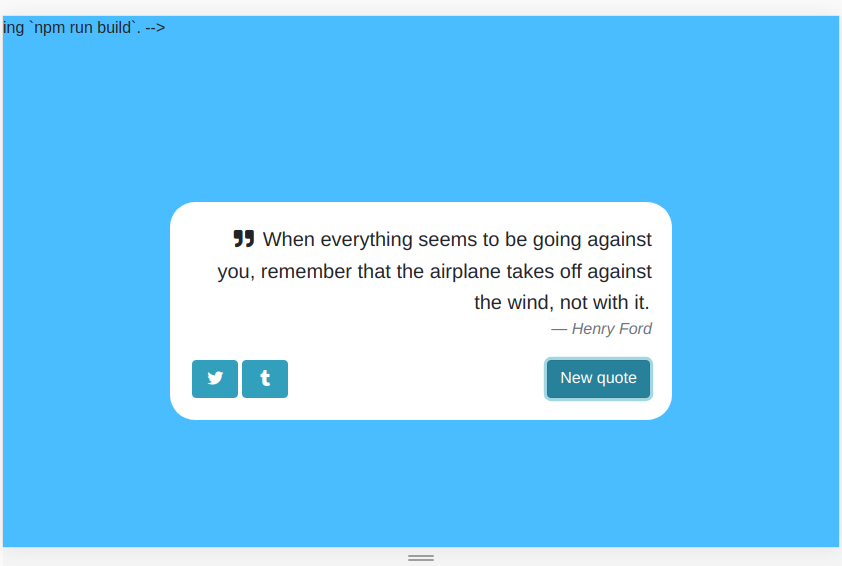 ing `npm run build`. -->
When everything seems to be going against
you, remember that the airplane takes off against
the wind, not with it.
— Henry Ford
New quote